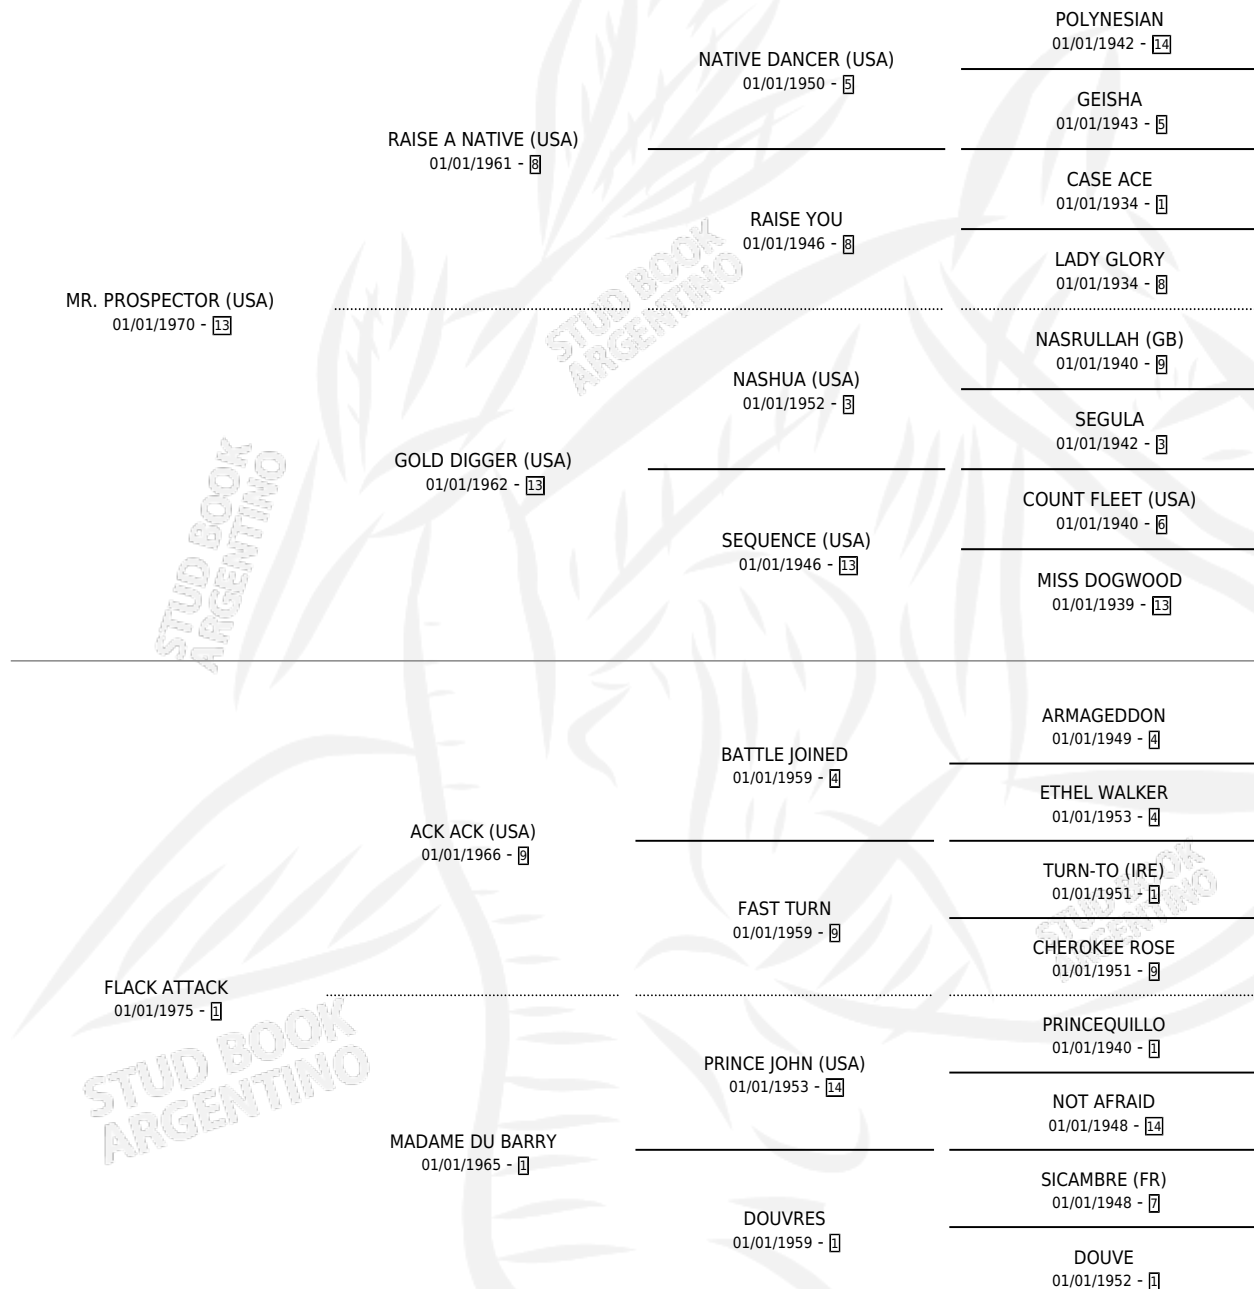 POLYNESIAN
01/01/1942 - 14
NATIVE DANCER (USA)
01/01/1950 - 5
GEISHA
01/01/1943 - 5
RAISE A NATIVE (USA)
01/01/1961 - 8
CASE ACE
01/01/1934 - 1
RAISE YOU
01/01/1946 - 8
LADY GLORY
01/01/1934 - 8
MR. PROSPECTOR (USA)
01/01/1970 - 13
NASRULLAH (GB)
01/01/1940 - 9
NASHUA (USA)
01/01/1952 - 3
SEGULA
01/01/1942 - 3
GOLD DIGGER (USA)
01/01/1962 - 13
COUNT FLEET (USA)
01/01/1940 - 6
SEQUENCE (USA)
01/01/1946 - 13
MISS DOGWOOD
01/01/1939 - 13
ARMAGEDDON
01/01/1949 - 4
BATTLE JOINED
01/01/1959 - 4
ETHEL WALKER
01/01/1953 - 4
ACK ACK (USA)
01/01/1966 - 9
TURN-TO (IRE)
01/01/1951 - 1
FAST TURN
01/01/1959 - 9
CHEROKEE ROSE
01/01/1951 - 9
FLACK ATTACK
01/01/1975 - 1
PRINCEQUILLO
01/01/1940 - 1
PRINCE JOHN (USA)
01/01/1953 - 14
NOT AFRAID
01/01/1948 - 14
MADAME DU BARRY
01/01/1965 - 1
SICAMBRE (FR)
01/01/1948 - 7
DOUVRES
01/01/1959 - 1
DOUVE
01/01/1952 - 1
STUD BOOK
ARGENTINO
STUD BOOK
ARGENTINO
STUD BOOK
ARGENTINO
STUD BOOK
ARGENTINO